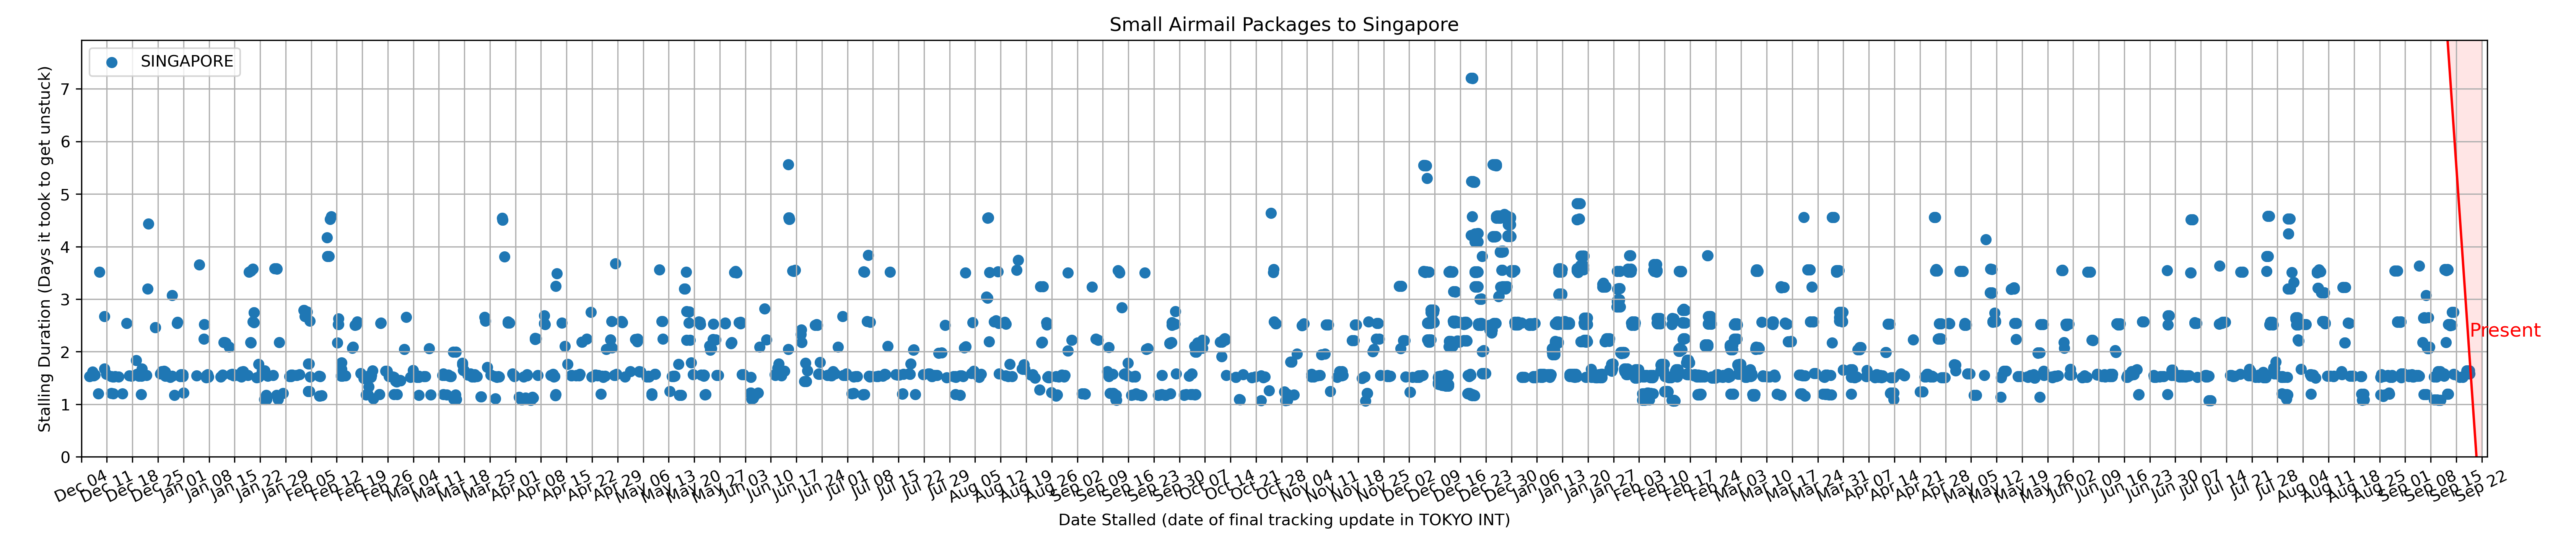 Small Airmail Packages to Singapore
SINGAPORE
Stalling Duration (Days it took to get unstuck)
7
6
5
4
3
2
1
0
Present
Dec 04 Dec 11 Dec 18 Dec 25 Jan 01 Jan 08 Jan 15 Jan 22 Jan 29 Feb 05 Feb 12 Feb 19 Feb 26 Mar 04 Mar 11 Mar 18 Mar 25 Apr 01 Apr 08 Apr 15 Apr 22 Apr 29 May 06 May 13 May 20 May 27 Jun 03 Jun 10 Jun 17 Jun 24 Jul 01 Jul 08 Jul 15 Jul 22 Jul 29 Aug 05 Aug 12 Aug 19 Aug 26 Sep 02 Sep 09 Sep 16 Sep 23 Sep 30 Oct 07 Oct 14 Oct 21 Oct 28 Nov 04 Nov 11 Nov 18 Nov 25 Dec 02 Dec 09 Dec 16 Dec 23 Dec 30 Jan 06 Jan 13 Jan 20 Jan 27 Feb 03 Feb 10 Feb 17 Feb 24 Mar 03 Mar 10 Mar 17 Mar 24 Mar 31 Apr 07 Apr 14 Apr 21 Apr 28 May 05 May 12 May 19 May 26 Jun 02 Jun 09 Jun 16 Jun 23 Jun 30 Jul 07 Jul 14 Jul 21 Jul 28 Aug 04 Aug 11 Aug 18 Aug 25 Sep 01 Sep 08 Sep 15 Sep 22
Date Stalled (date of final tracking update in TOKYO INT)